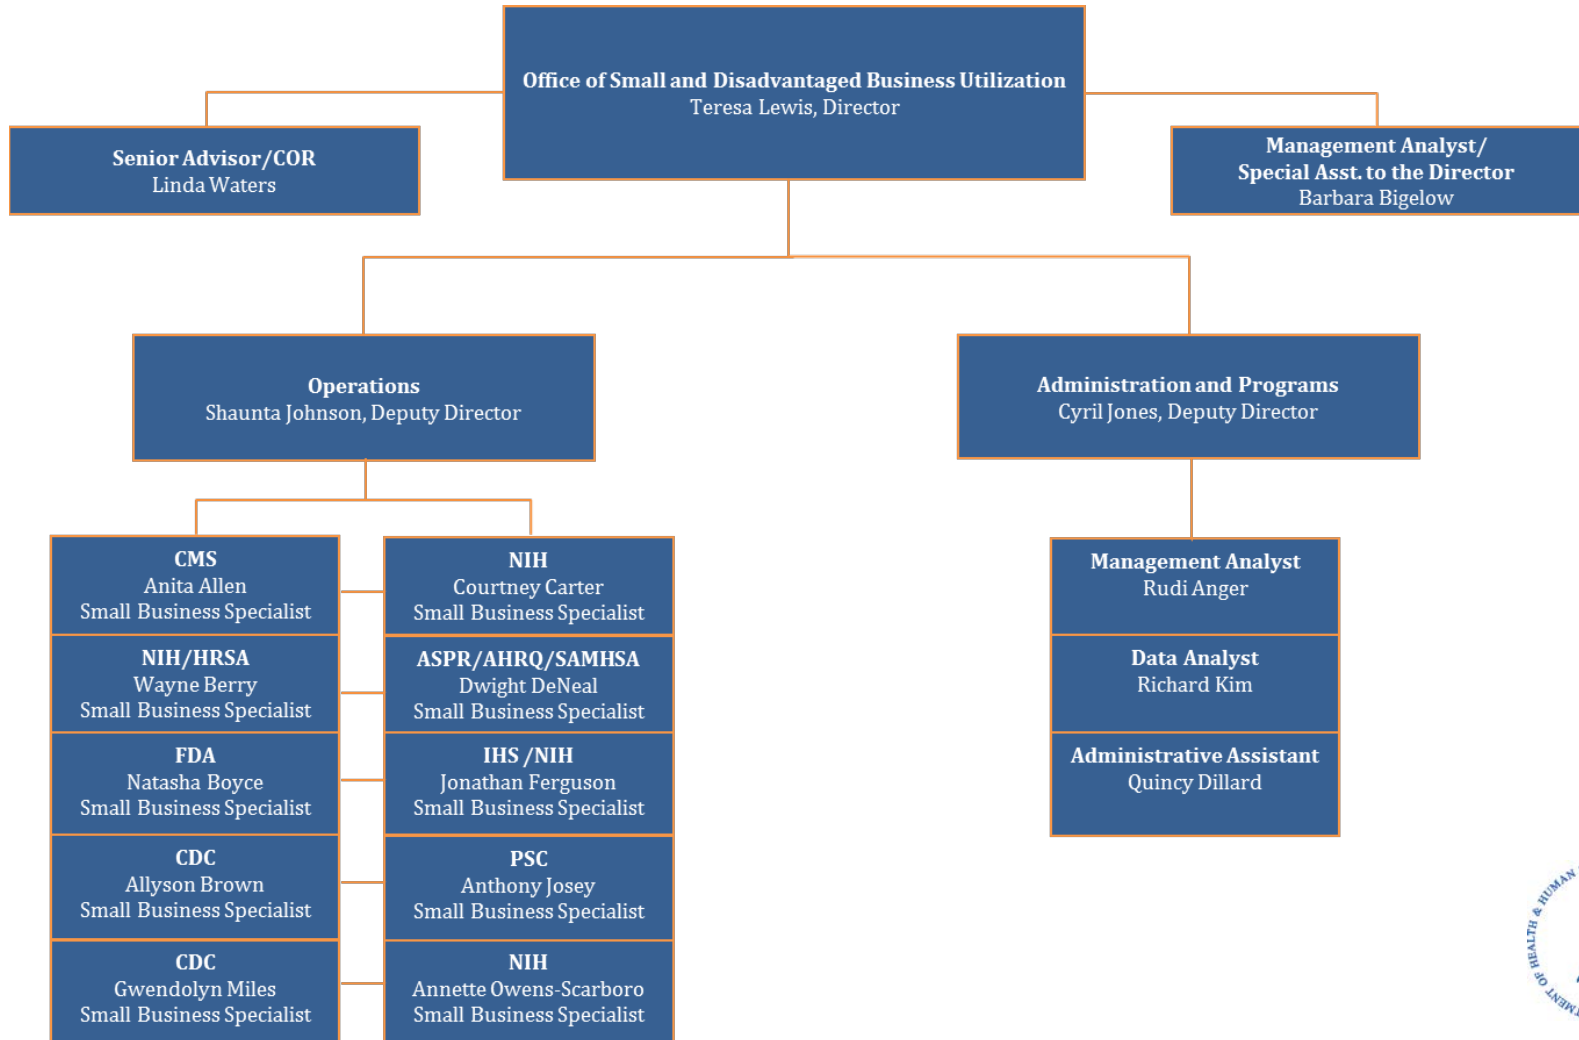 Office of Small and Disadvantaged Business Utilization
Teresa Lewis, Director
Senior Advisor/COR
Linda Waters
Management Analyst/
Special Asst. to the Director
Barbara Bigelow
Operations
Shaunta Johnson, Deputy Director
Administration and Programs
Cyril Jones, Deputy Director
CMS
Anita Allen
Small Business Specialist
NIH
Courtney Carter
Small Business Specialist
NIH/HRSA
Wayne Berry
Small Business Specialist
ASPR/AHRQ/SAMHSA
Dwight DeNeal
Small Business Specialist
FDA
Natasha Boyce
Small Business Specialist
IHS /NIH
Jonathan Ferguson
Small Business Specialist
CDC
Allyson Brown
Small Business Specialist
PSC
Anthony Josey
Small Business Specialist
CDC
Gwendolyn Miles
Small Business Specialist
NIH
Annette Owens-Scarboro
Small Business Specialist
Management Analyst
Rudi Anger
Data Analyst
Richard Kim
Administrative Assistant
Quincy Dillard
OF HEALTH & HUMAN